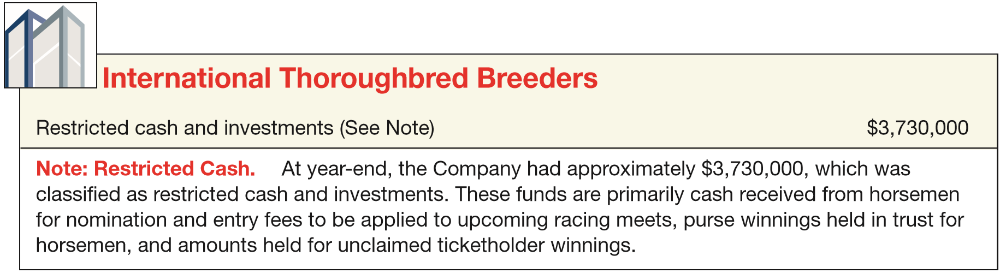 International Thoroughbred Breeders
Restricted cash and investments (See Note) $3,730,000
Note: Restricted Cash. At year-end, the Company had approximately $3,730,000, which was
classified as restricted cash and investments. These funds are primarily cash received from horsemen
for nomination and entry fees to be applied to upcoming racing meets, purse winnings held in trust for
horsemen, and amounts held for unclaimed ticketholder winnings.